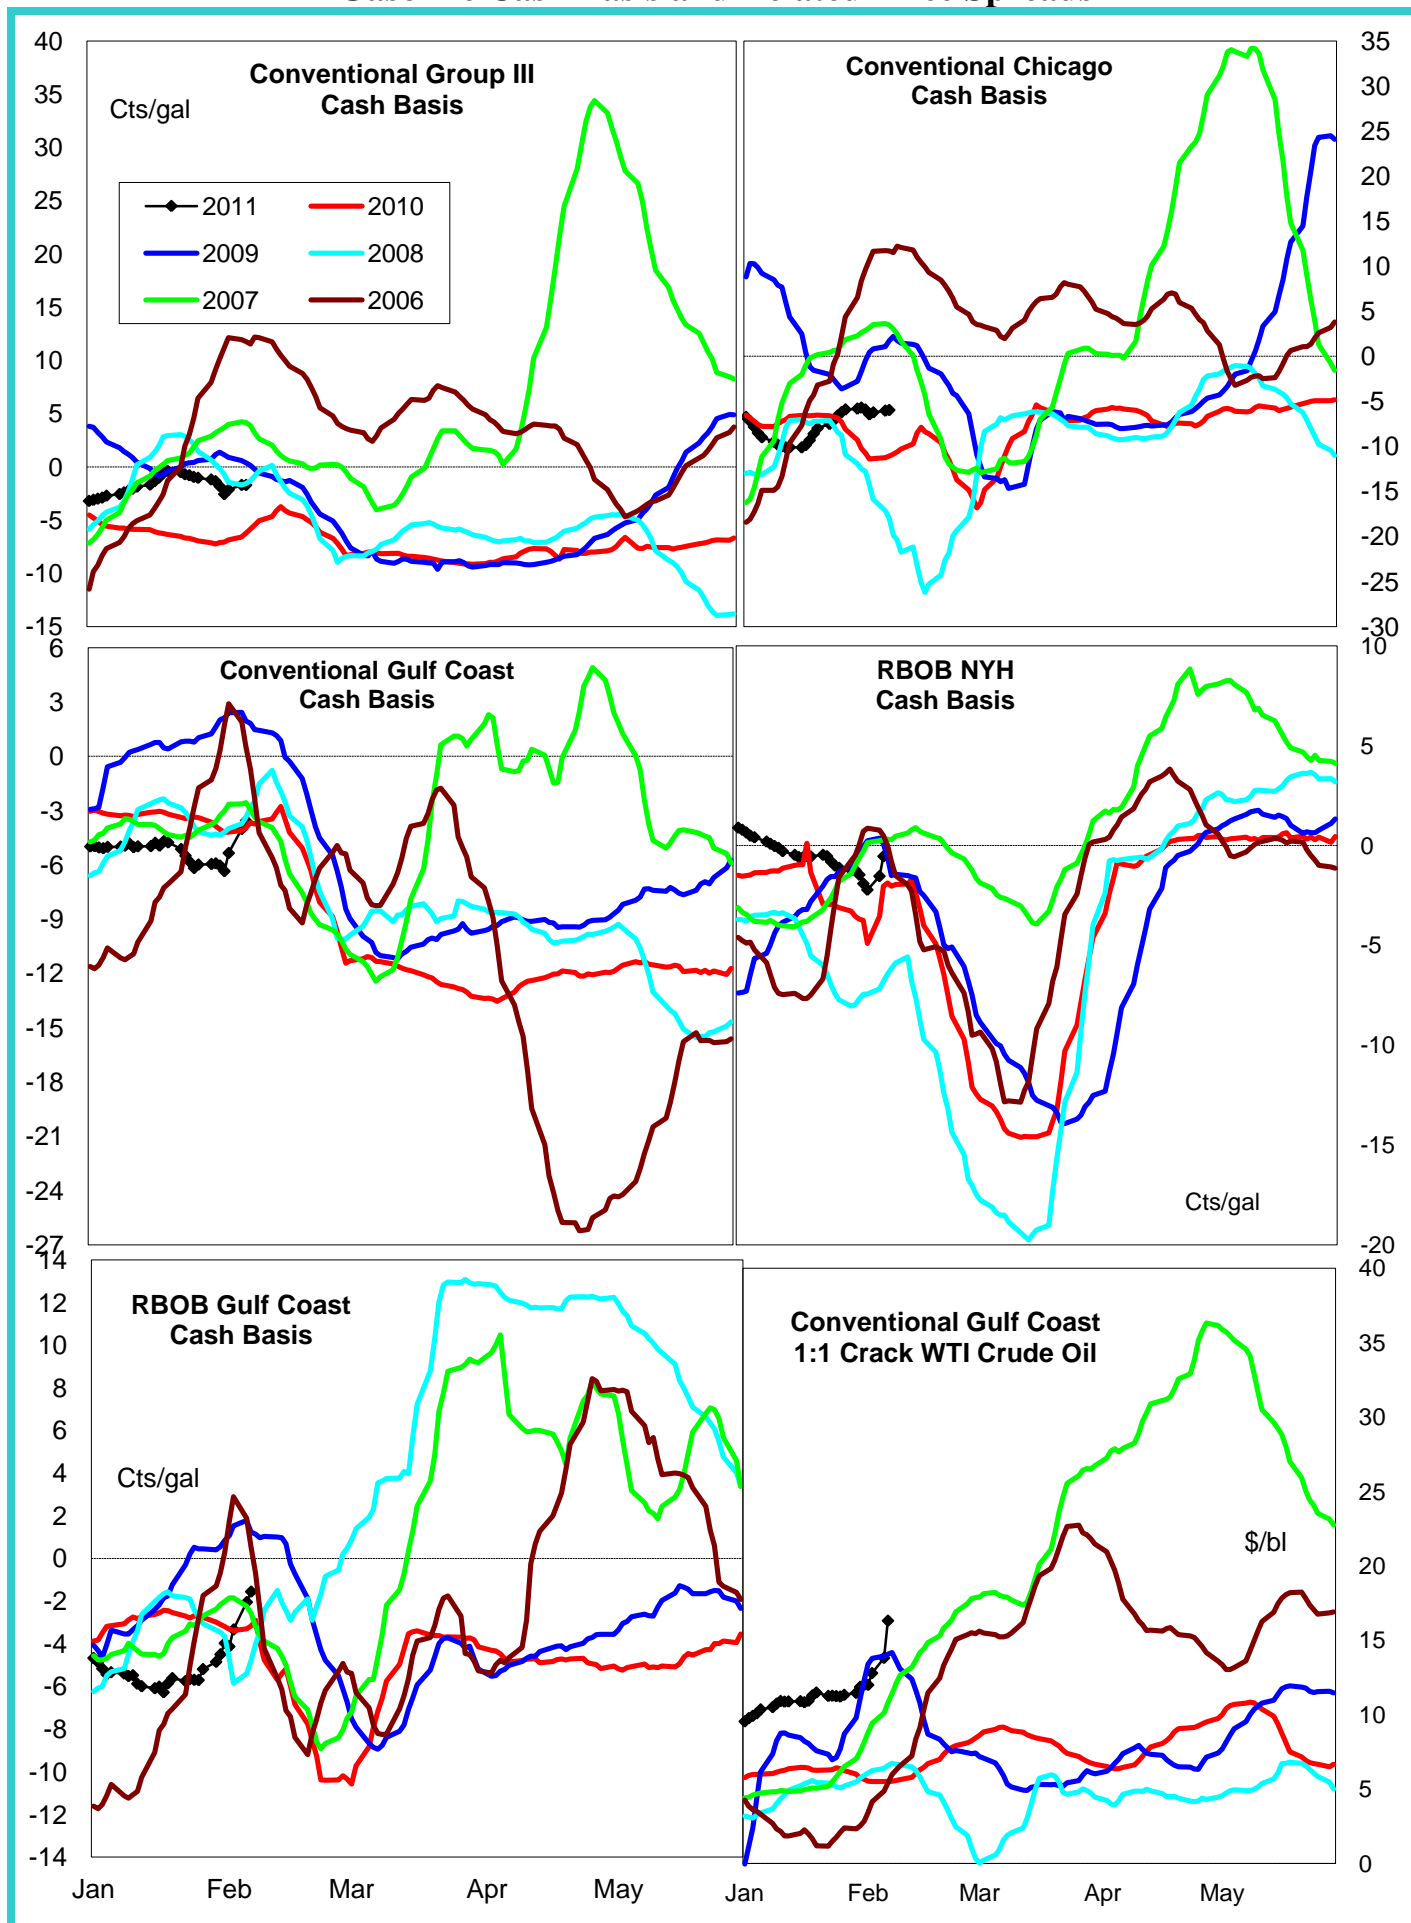 Conventional Group III
Cash Basis
Cts/gal
2011
2010
2009
2008
2007
2006
40
35
30
25
20
15
10
5
0
-5
-10
-15
Conventional Chicago
Cash Basis
35
30
25
20
15
10
5
0
-5
-10
-15
-20
-25
-30
Conventional Gulf Coast
Cash Basis
6
3
0
-3
-6
-9
-12
-15
-18
-21
-24
-27
RBOB NYH
Cash Basis
Cts/gal
10
5
0
-5
-10
-15
-20
RBOB Gulf Coast
Cash Basis
Cts/gal
14
12
10
8
6
4
2
0
-2
-4
-6
-8
-10
-12
-14
Jan
Feb
Mar
Apr
May
Conventional Gulf Coast
1:1 Crack WTI Crude Oil
$/bl
40
35
30
25
20
15
10
5
0
Jan
Feb
Mar
Apr
May